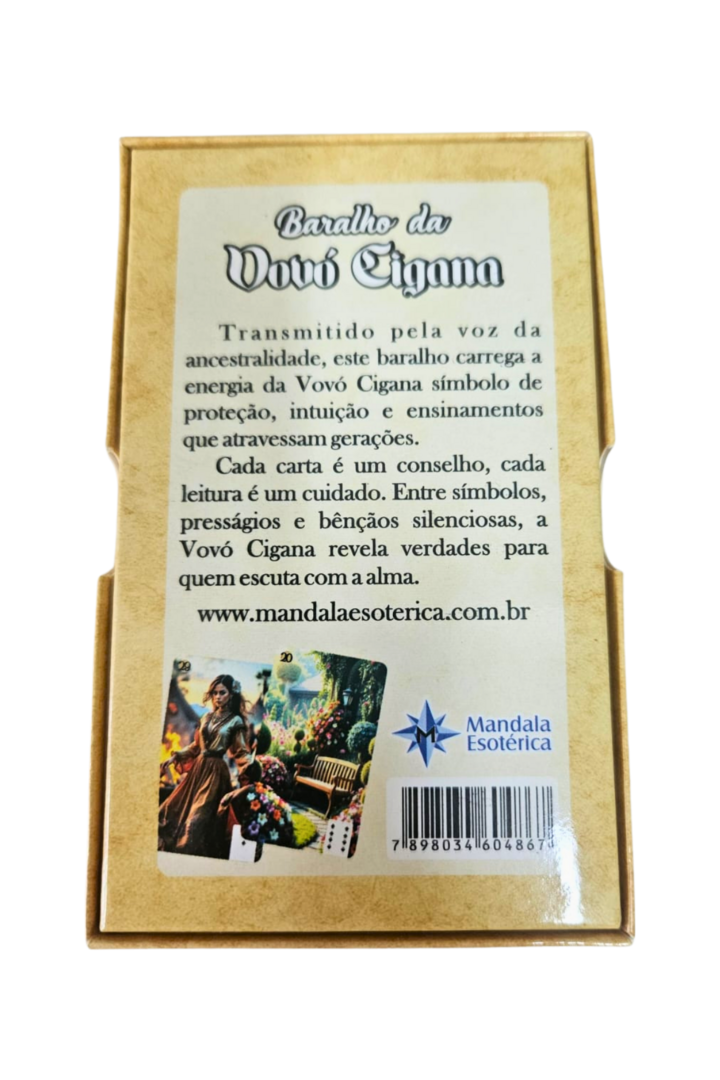 Baralho da
Vovó Cigana
Transmitido pela voz da
ancestralidade, este baralho carrega a
energia da Vovó Cigana símbolo de
proteção, intuição e ensinamentos
que atravessam gerações.
Cada carta é um conselho, cada
leitura é um cuidado. Entre símbolos,
presságios e bênçãos silenciosas, a
Vovó Cigana revela verdades para
quem escuta com a alma.
www.mandalaesoterica.com.br
29
20
M
Mandala
Esotérica
7 898034 604867